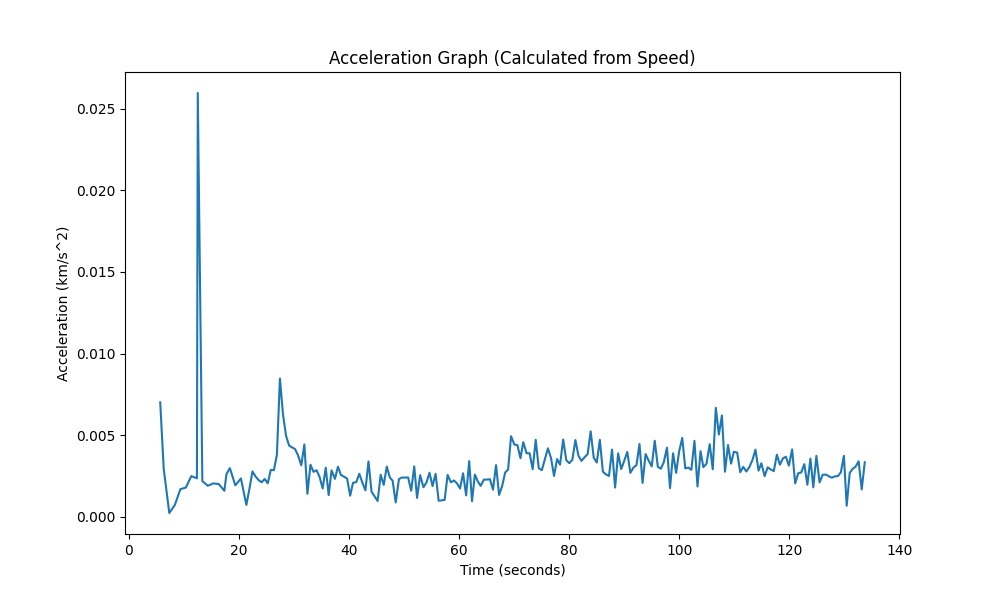 Acceleration Graph (Calculated from Speed)
0.025
0.020
0.015
0.010
0.005
0.000
Acceleration (km/s^2)
0 20 40 60 80 100 120 140
Time (seconds)